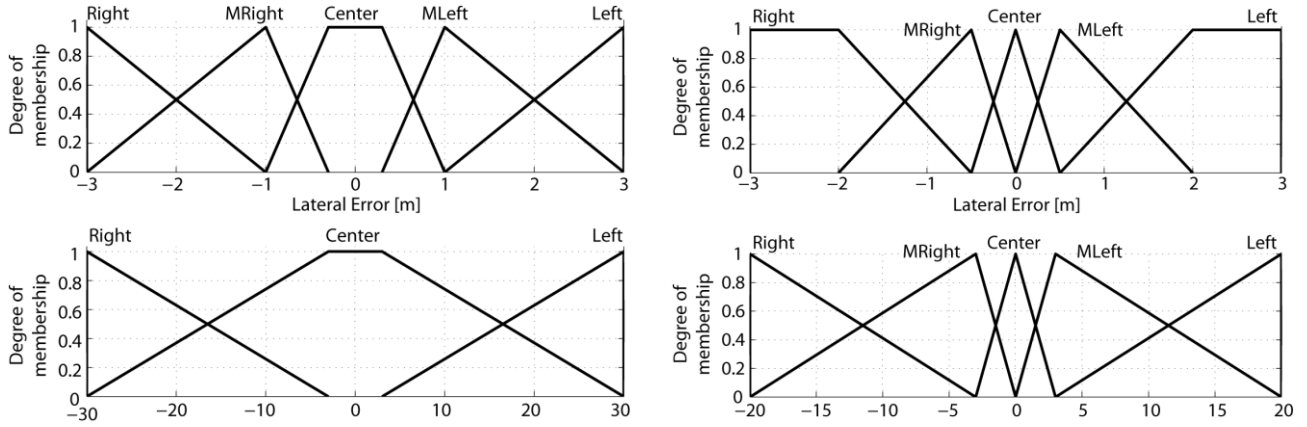 Right MRight Center MLeft Left
1
0.8
0.6
0.4
0.2
0
Degree of
membership
−3 −2 −1 0 1 2 3
Lateral Error [m]
Right MRight Center MLeft Left
1
0.8
0.6
0.4
0.2
0
Degree of
membership
−3 −2 −1 0 1 2 3
Lateral Error [m]
Right Center Left
1
0.8
0.6
0.4
0.2
0
Degree of
membership
−30 −20 −10 0 10 20 30
Right MRight Center MLeft Left
1
0.8
0.6
0.4
0.2
0
Degree of
membership
−20 −15 −10 −5 0 5 10 15 20